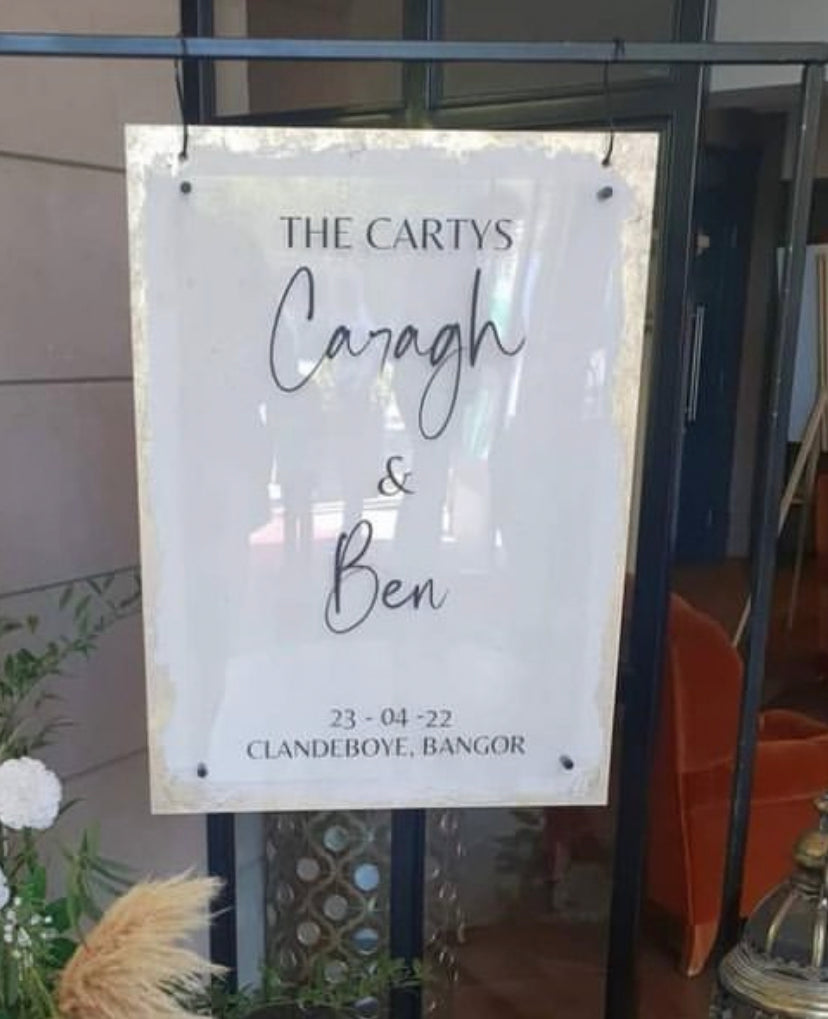 THE CARTYS
Caragh
&
Ben
23 - 04 -22
CLANDEBOYE, BANGOR